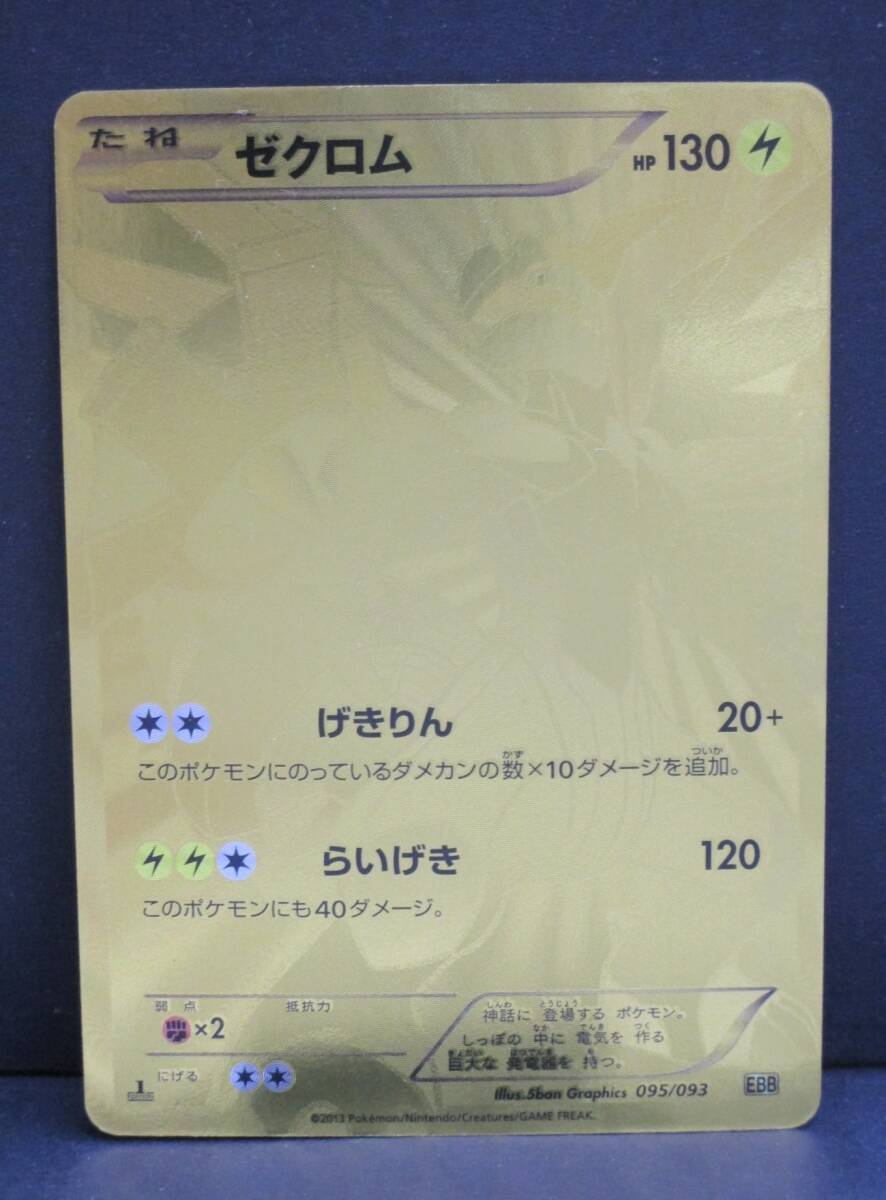 たね ゼクロム HP 130
げきりん 20+
このポケモンにのっているダメカンの数×10ダメージを追加。
らいげき 120
このポケモンにも40ダメージ。
弱点 抵抗力
×2
にげる
神話に 登場する ポケモン。
しっぽの 中に 電気を 作る
巨大な 発電器を 持つ。
1
Illus. 5ban Graphics 095/093 EBB
©2013 Pokémon/Nintendo/Creatures/GAME FREAK.